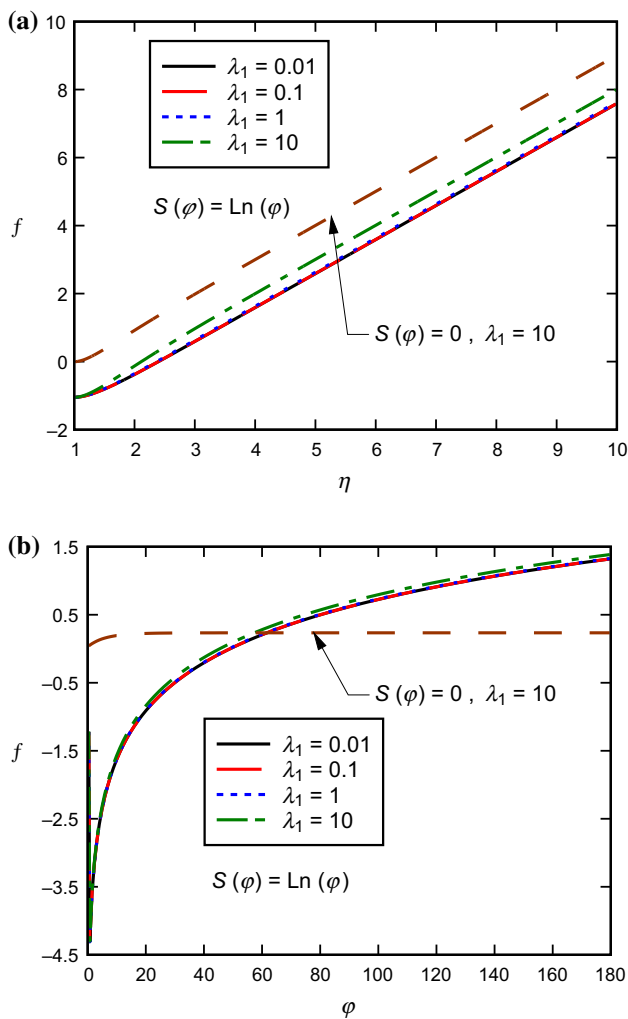 (a)
f
10
8
6
4
2
0
−2
λ1 = 0.01
λ1 = 0.1
λ1 = 1
λ1 = 10
S (φ) = Ln (φ)
S (φ) = 0 , λ1 = 10
1 2 3 4 5 6 7 8 9 10
η
(b)
f
1.5
0.5
−0.5
−1.5
−2.5
−3.5
−4.5
S (φ) = 0 , λ1 = 10
λ1 = 0.01
λ1 = 0.1
λ1 = 1
λ1 = 10
S (φ) = Ln (φ)
0 20 40 60 80 100 120 140 160 180
φ